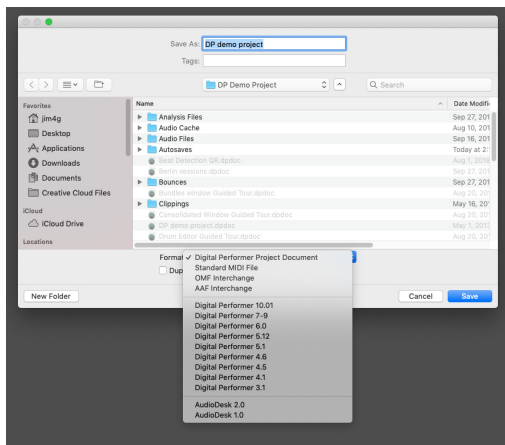 Save As: DP demo project
Tags:
DP Demo Project
Search
Favorites
jim4g
Desktop
Applications
Downloads
Documents
Creative Cloud Files
iCloud
iCloud Drive
Locations
Name Date Modifi
Analysis Files Sep 27, 201
Audio Cache Aug 10, 201
Audio Files Sep 16, 201
Autosaves Today at 2:
Beat Detection QR.dpdoc Aug 1, 2018
Berlin sessions.dpdoc Sep 27, 201
Bounces Sep 27, 201
Bundles window Guided Tour.dpdoc Aug 20, 201
Clippings May 16, 201
Consolidated Window Guided Tour.dpdoc Aug 20, 201
DP demo project.dpdoc May 1, 2013
Drum Editor Guided Tour.dpdoc Aug 20, 201
Format ✓ Digital Performer Project Document
Standard MIDI File
OMF Interchange
AAF Interchange
Dup
Digital Performer 10.01
Digital Performer 7-9
Digital Performer 6.0
Digital Performer 5.12
Digital Performer 5.1
Digital Performer 4.6
Digital Performer 4.5
Digital Performer 4.1
Digital Performer 3.1
AudioDesk 2.0
AudioDesk 1.0
New Folder Cancel Save